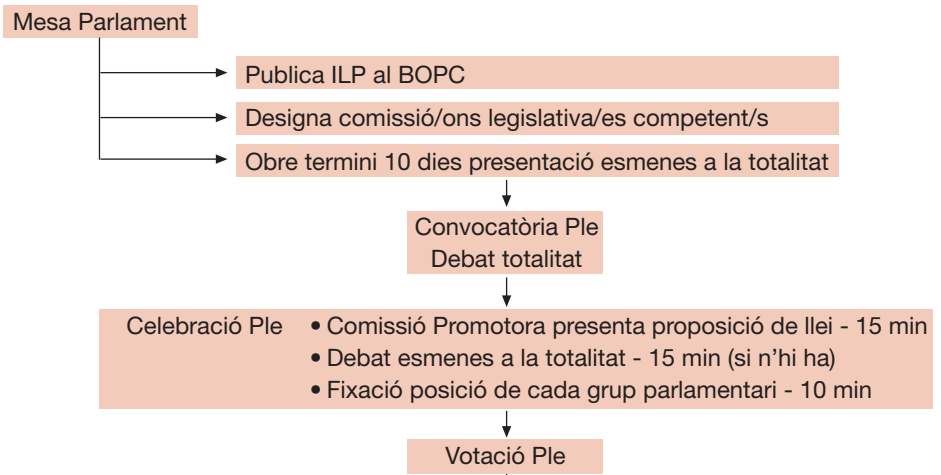 Mesa Parlament
Publica ILP al BOPC
Designa comissió/ons legislativa/es competent/s
Obre termini 10 dies presentació esmenes a la totalitat
Convocatòria Ple
Debat totalitat
Celebració Ple • Comissió Promotora presenta proposició de llei - 15 min
• Debat esmenes a la totalitat - 15 min (si n’hi ha)
• Fixació posició de cada grup parlamentari - 10 min
Votació Ple